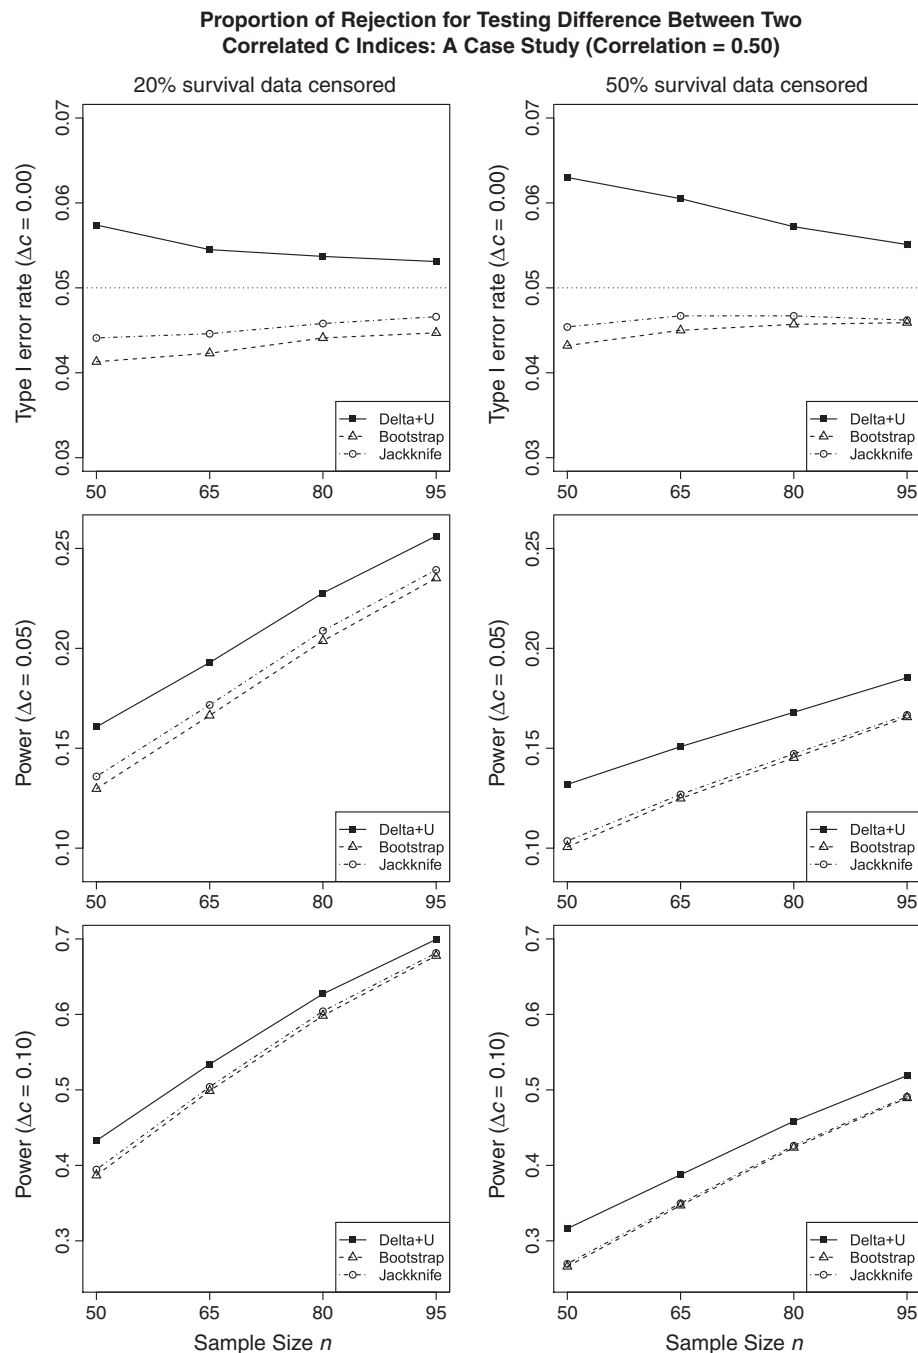 Proportion of Rejection for Testing Difference Between Two
Correlated C Indices: A Case Study (Correlation = 0.50)
20% survival data censored
Type I error rate (Δc = 0.00)
0.07
0.06
0.05
0.04
0.03
Delta+U
Bootstrap
Jackknife
50 65 80 95
50% survival data censored
Type I error rate (Δc = 0.00)
0.07
0.06
0.05
0.04
0.03
Delta+U
Bootstrap
Jackknife
50 65 80 95
Power (Δc = 0.05)
0.25
0.20
0.15
0.10
Delta+U
Bootstrap
Jackknife
50 65 80 95
Power (Δc = 0.05)
0.25
0.20
0.15
0.10
Delta+U
Bootstrap
Jackknife
50 65 80 95
Power (Δc = 0.10)
0.7
0.6
0.5
0.4
0.3
Delta+U
Bootstrap
Jackknife
50 65 80 95
Sample Size n
Power (Δc = 0.10)
0.7
0.6
0.5
0.4
0.3
Delta+U
Bootstrap
Jackknife
50 65 80 95
Sample Size n